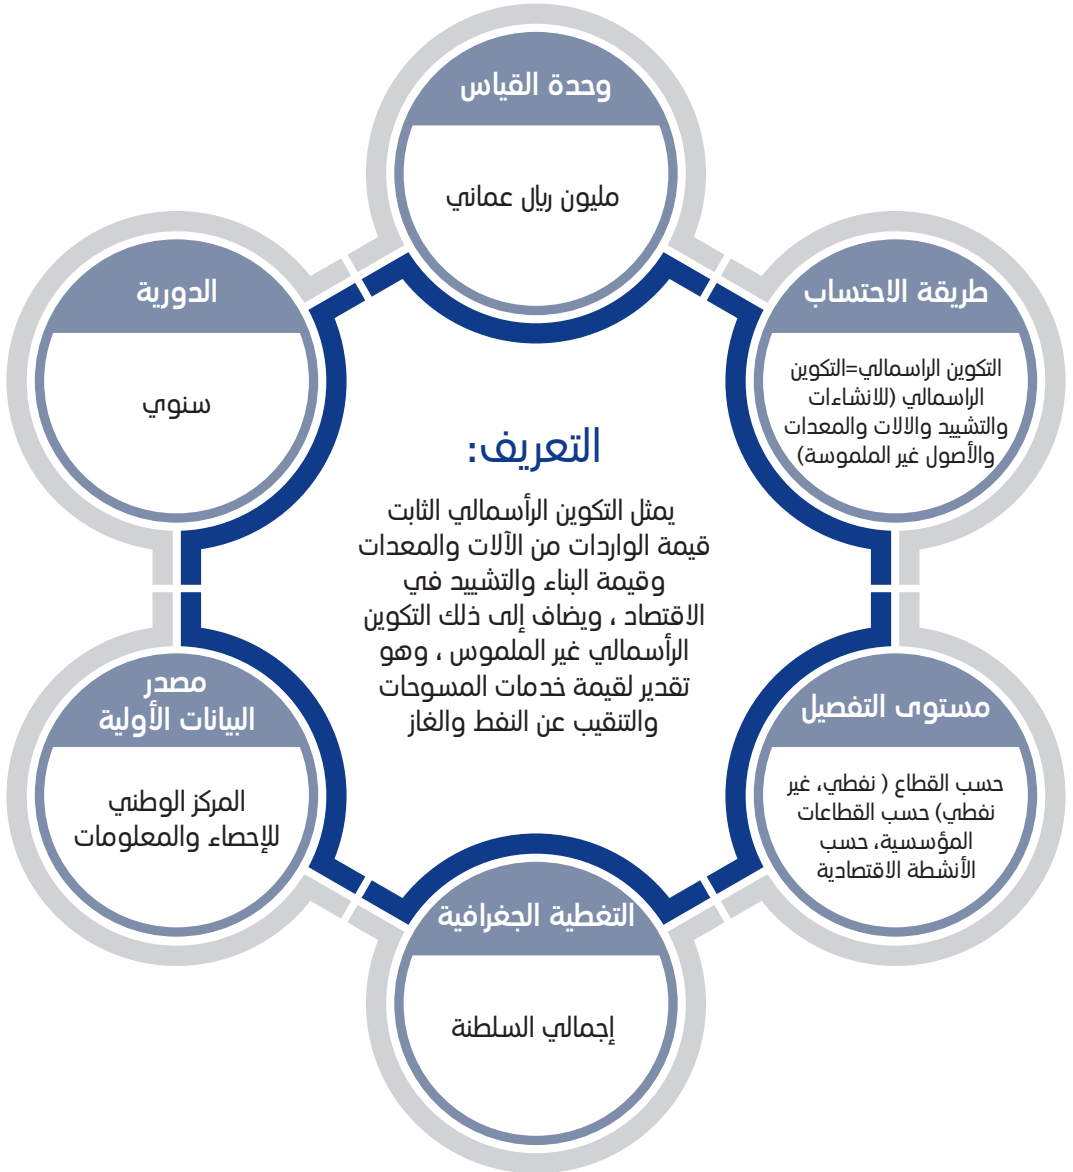 وحدة القياس
مليون ريال عماني
طريقة الاحتساب
التكوين الراسمالي=التكوين
الراسمالي (للانشاءات
والتشييد والالات والمعدات
والأصول غير الملموسة)
الدورية
سنوي
التعريف:
يمثل التكوين الرأسمالي الثابت
قيمة الواردات من الآلات والمعدات
وقيمة البناء والتشييد في
الاقتصاد ، ويضاف إلى ذلك التكوين
الرأسمالي غير الملموس ، وهو
تقدير لقيمة خدمات المسوحات
والتنقيب عن النفط والغاز
مستوى التفصيل
حسب القطاع ( نفطي، غير
نفطي) حسب القطاعات
المؤسسية، حسب
الأنشطة الاقتصادية
مصدر
البيانات الأولية
المركز الوطني
للإحصاء والمعلومات
التغطية الجغرافية
إجمالي السلطنة